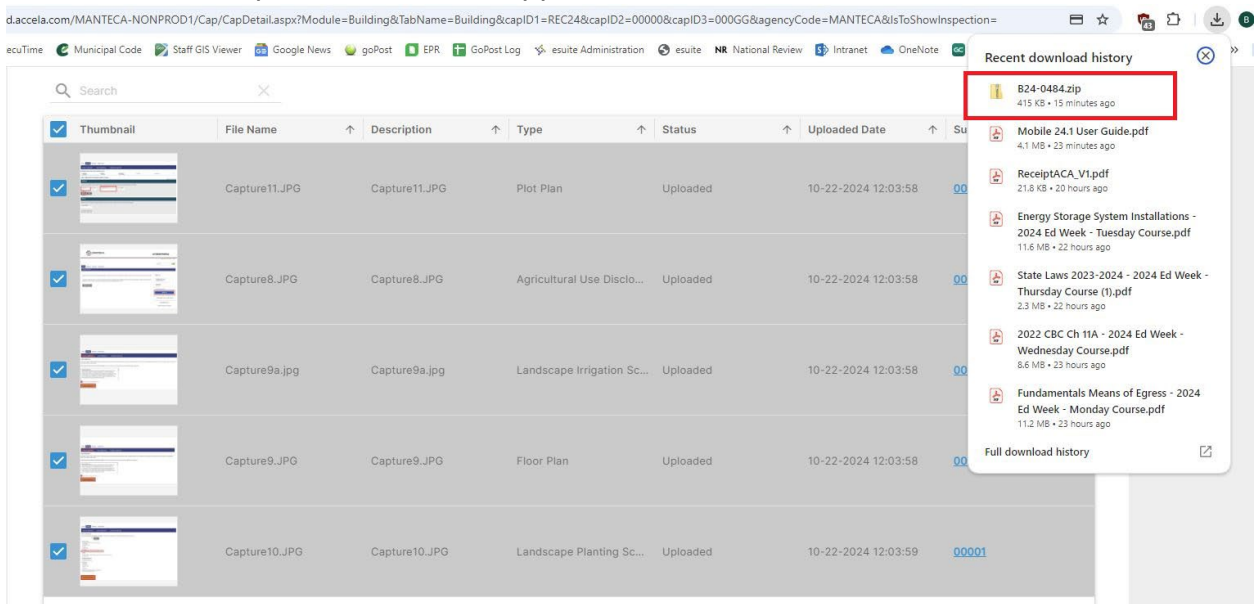 d.accela.com/MANTECA-NONPROD1/Cap/CapDetail.aspx?Module=Building&TabName=Building&capID1=REC24&capID2=00000&capID3=000GG&agencyCode=MANTECA&IsToShowInspection=
ecuTime Municipal Code Staff GIS Viewer Google News goPost EPR GoPost Log esuite Administration esuite NR National Review Intranet OneNote GC »
Search
Thumbnail File Name Description Type Status Uploaded Date Su
Capture11.JPG Capture11.JPG Plot Plan Uploaded 10-22-2024 12:03:58 00
Capture8.JPG Capture8.JPG Agricultural Use Disclo... Uploaded 10-22-2024 12:03:58 00
Capture9a.jpg Capture9a.jpg Landscape Irrigation Sc... Uploaded 10-22-2024 12:03:58 00
Capture9.JPG Capture9.JPG Floor Plan Uploaded 10-22-2024 12:03:58 00
Capture10.JPG Capture10.JPG Landscape Planting Sc... Uploaded 10-22-2024 12:03:59 00001
43
B
Recent download history
B24-0484.zip
415 KB • 15 minutes ago
Mobile 24.1 User Guide.pdf
4.1 MB • 23 minutes ago
ReceiptACA_V1.pdf
21.8 KB • 20 hours ago
Energy Storage System Installations -
2024 Ed Week - Tuesday Course.pdf
11.6 MB • 22 hours ago
State Laws 2023-2024 - 2024 Ed Week -
Thursday Course (1).pdf
2.3 MB • 22 hours ago
2022 CBC Ch 11A - 2024 Ed Week -
Wednesday Course.pdf
8.6 MB • 23 hours ago
Fundamentals Means of Egress - 2024
Ed Week - Monday Course.pdf
11.2 MB • 23 hours ago
Full download history